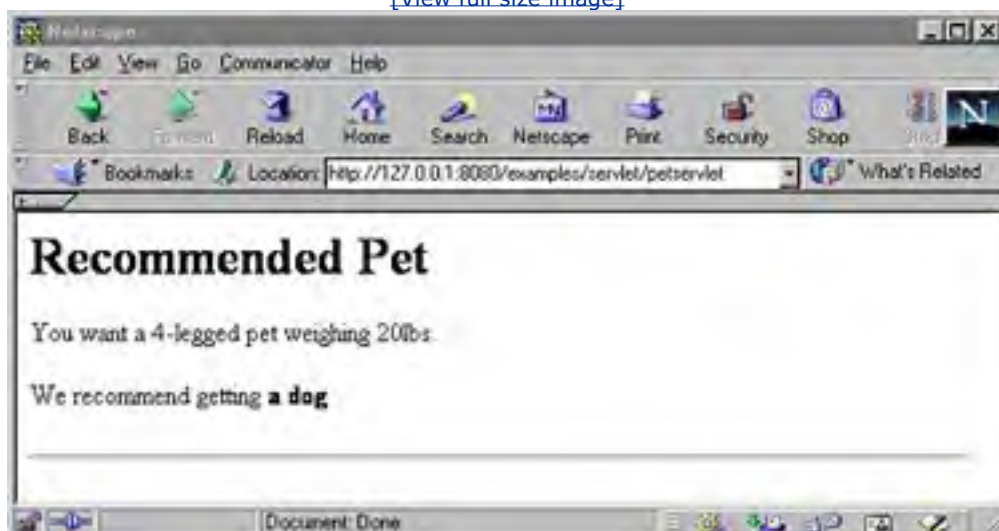 [View full size image]
Netscape
File Edit View Go Communicator Help
Back Forward Reload Home Search Netscape Print Security Shop
Bookmarks Location: http://127.0.0.1:8080/examples/servlet/petservlet What's Related
Recommended Pet
You want a 4-legged pet weighing 20lbs.
We recommend getting a dog
Document: Done